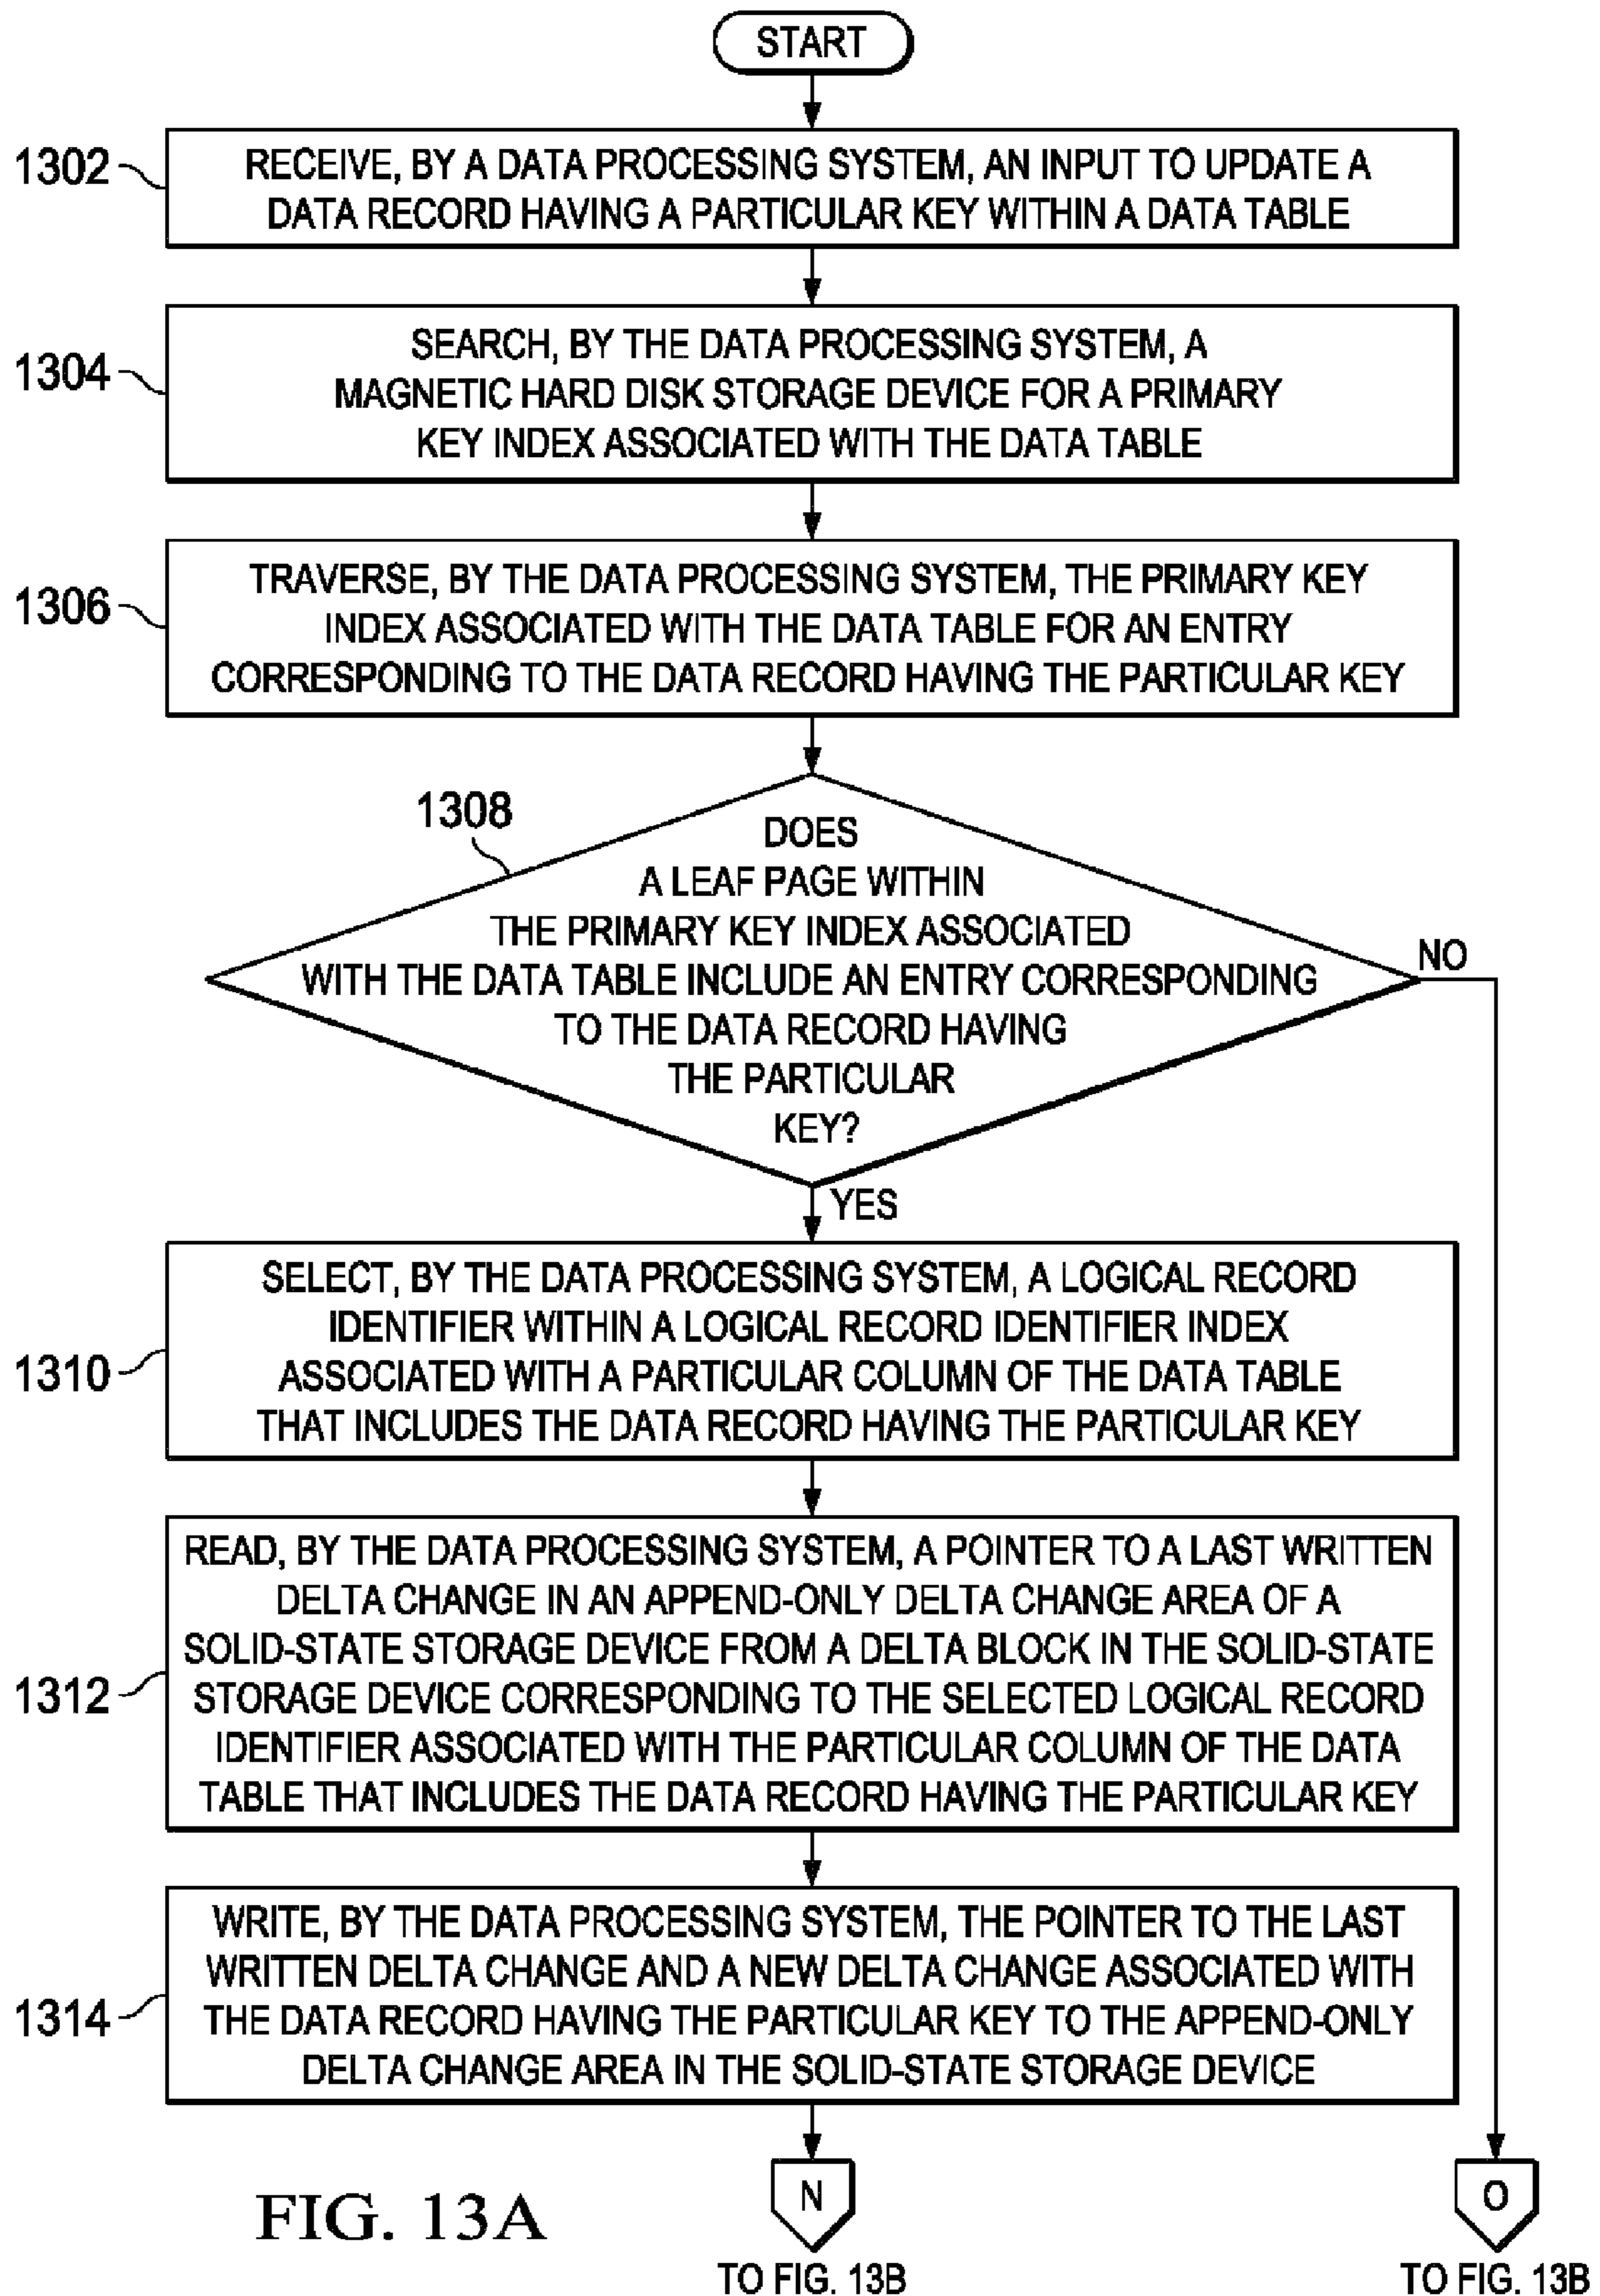 START
1302
RECEIVE, BY A DATA PROCESSING SYSTEM, AN INPUT TO UPDATE A
DATA RECORD HAVING A PARTICULAR KEY WITHIN A DATA TABLE
1304
SEARCH, BY THE DATA PROCESSING SYSTEM, A
MAGNETIC HARD DISK STORAGE DEVICE FOR A PRIMARY
KEY INDEX ASSOCIATED WITH THE DATA TABLE
1306
TRAVERSE, BY THE DATA PROCESSING SYSTEM, THE PRIMARY KEY
INDEX ASSOCIATED WITH THE DATA TABLE FOR AN ENTRY
CORRESPONDING TO THE DATA RECORD HAVING THE PARTICULAR KEY
1308
DOES
A LEAF PAGE WITHIN
THE PRIMARY KEY INDEX ASSOCIATED
WITH THE DATA TABLE INCLUDE AN ENTRY CORRESPONDING
TO THE DATA RECORD HAVING
THE PARTICULAR
KEY?
NO
YES
1310
SELECT, BY THE DATA PROCESSING SYSTEM, A LOGICAL RECORD
IDENTIFIER WITHIN A LOGICAL RECORD IDENTIFIER INDEX
ASSOCIATED WITH A PARTICULAR COLUMN OF THE DATA TABLE
THAT INCLUDES THE DATA RECORD HAVING THE PARTICULAR KEY
1312
READ, BY THE DATA PROCESSING SYSTEM, A POINTER TO A LAST WRITTEN
DELTA CHANGE IN AN APPEND-ONLY DELTA CHANGE AREA OF A
SOLID-STATE STORAGE DEVICE FROM A DELTA BLOCK IN THE SOLID-STATE
STORAGE DEVICE CORRESPONDING TO THE SELECTED LOGICAL RECORD
IDENTIFIER ASSOCIATED WITH THE PARTICULAR COLUMN OF THE DATA
TABLE THAT INCLUDES THE DATA RECORD HAVING THE PARTICULAR KEY
1314
WRITE, BY THE DATA PROCESSING SYSTEM, THE POINTER TO THE LAST
WRITTEN DELTA CHANGE AND A NEW DELTA CHANGE ASSOCIATED WITH
THE DATA RECORD HAVING THE PARTICULAR KEY TO THE APPEND-ONLY
DELTA CHANGE AREA IN THE SOLID-STATE STORAGE DEVICE
FIG. 13A
N
TO FIG. 13B
O
TO FIG. 13B